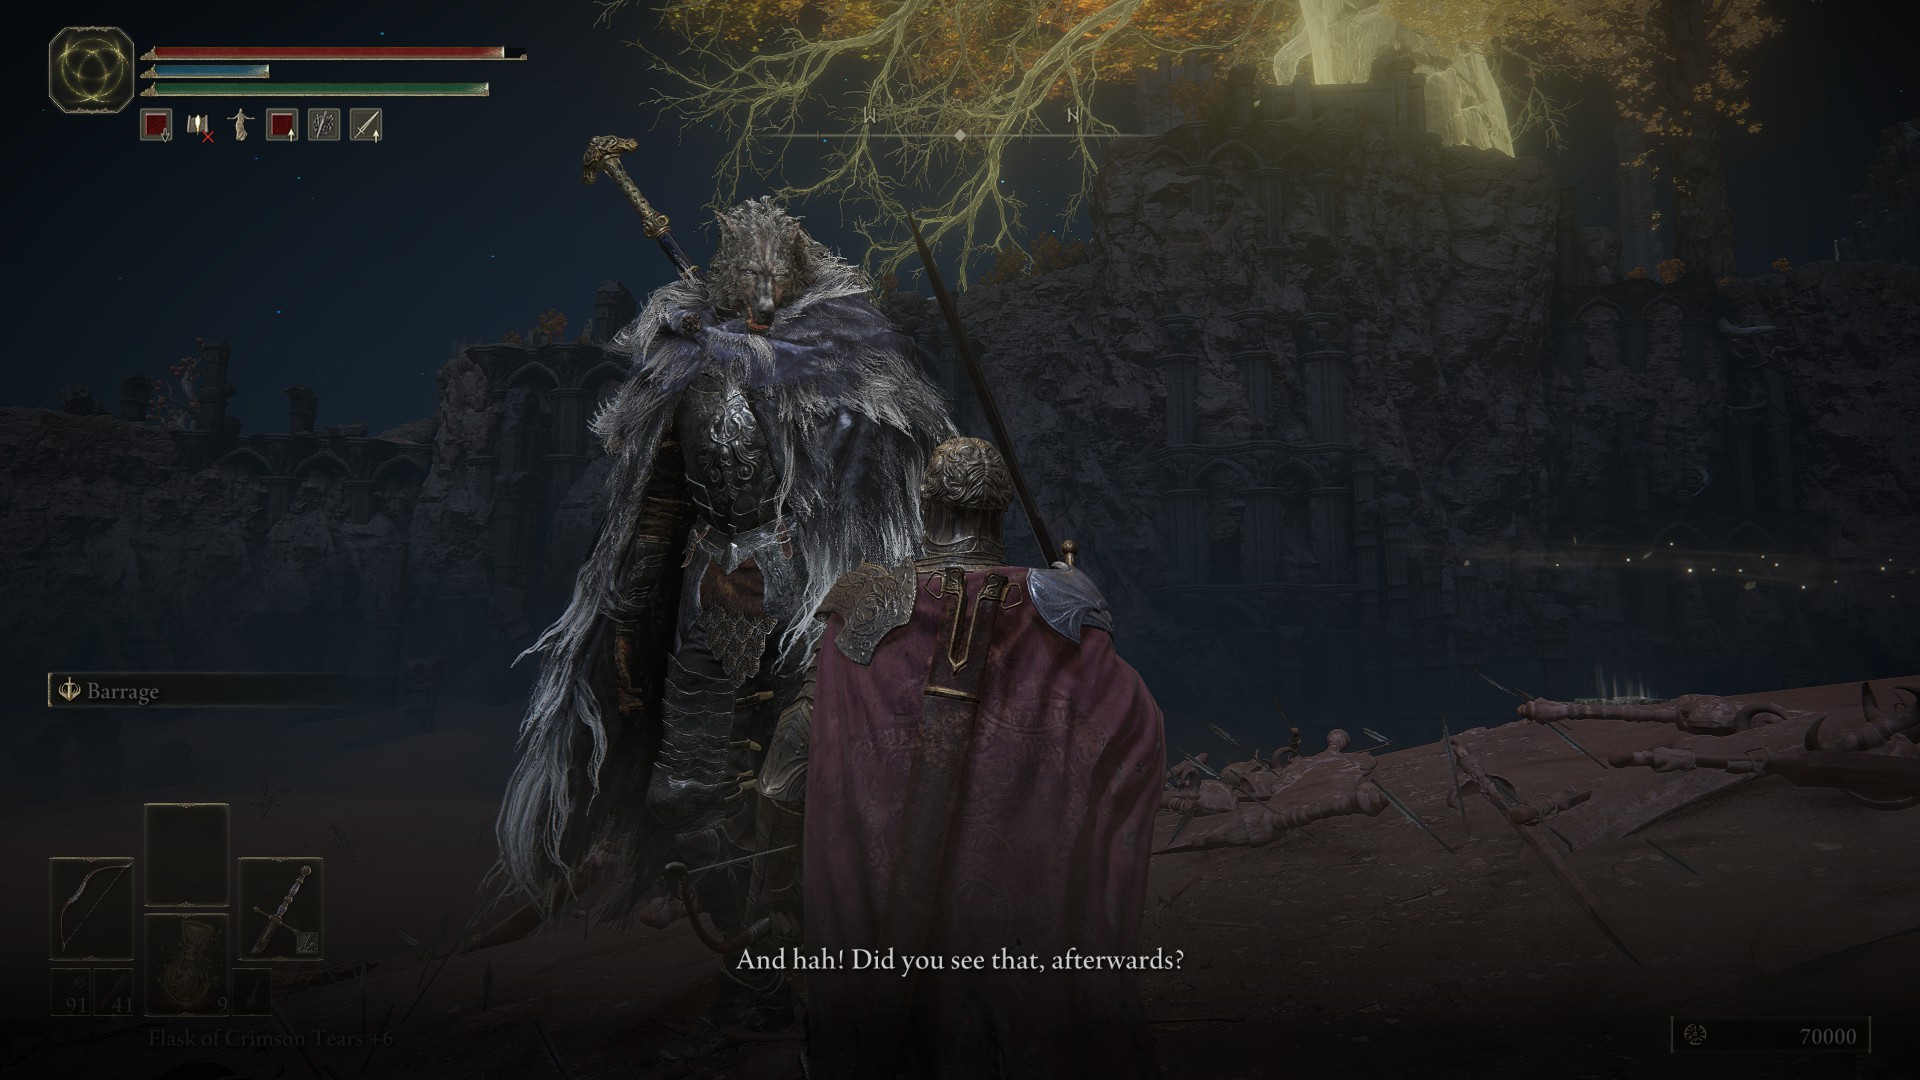 W
N
Barrage
And hah! Did you see that, afterwards?
91
41
9
Flask of Crimson Tears +6
70000